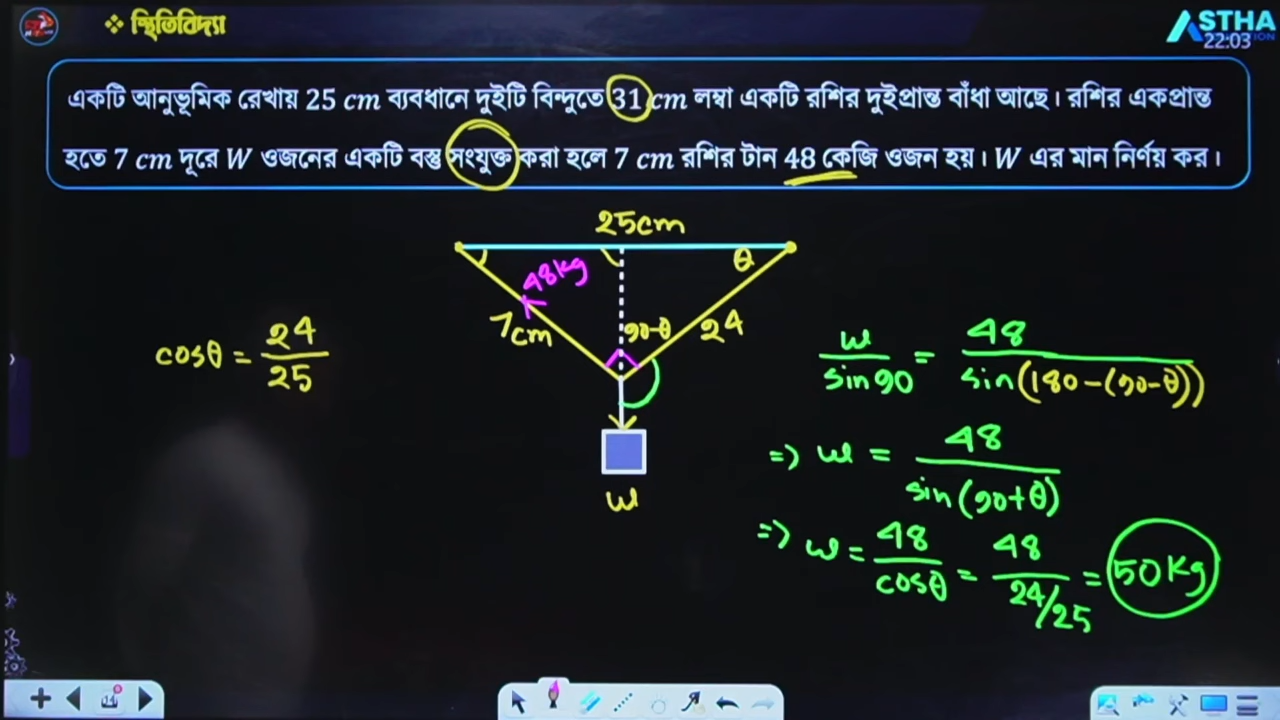 ❖ স্থিতিবিদ্যা
ASTHA
22:03
একটি আনুভূমিক রেখায় 25 cm ব্যবধানে দুইটি বিন্দুতে 31 cm লম্বা একটি রশির দুইপ্রান্ত বাঁধা আছে। রশির একপ্রান্ত
হতে 7 cm দূরে W ওজনের একটি বস্তু সংযুক্ত করা হলে 7 cm রশির টান 48 কেজি ওজন হয়। W এর মান নির্ণয় কর।
25cm
θ
48kg
7cm
90-θ
24
W
cosθ = 24/25
W/sin90 = 48/sin(180-(90-θ))
=> W = 48/sin(90+θ)
=> W = 48/cosθ = 48/24/25 = 50 kg